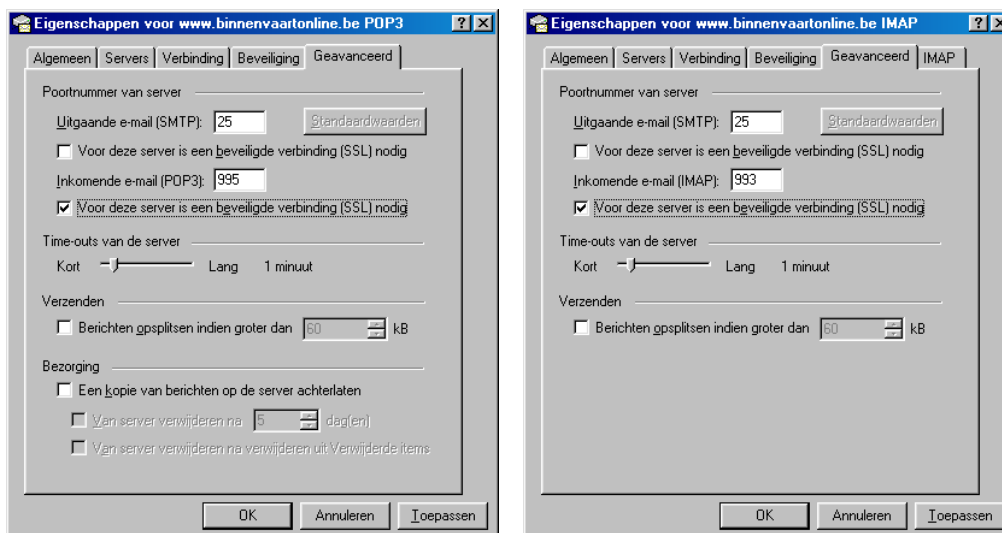 Eigenschappen voor www.binnenvaartonline.be POP3
Algemeen Servers Verbinding Beveiliging Geavanceerd
Poortnummer van server
Uitgaande e-mail (SMTP): 25 Standaardwaarden
Voor deze server is een beveiligde verbinding (SSL) nodig
Inkomende e-mail (POP3): 995
Voor deze server is een beveiligde verbinding (SSL) nodig
Time-outs van de server
Kort Lang 1 minuut
Verzenden
Berichten opsplitsen indien groter dan 60 kB
Bezorging
Een kopie van berichten op de server achterlaten
Van server verwijderen na 5 dag(en)
Van server verwijderen na verwijderen uit Verwijderde items
OK Annuleren Toepassen
Eigenschappen voor www.binnenvaartonline.be IMAP
Algemeen Servers Verbinding Beveiliging Geavanceerd IMAP
Poortnummer van server
Uitgaande e-mail (SMTP): 25 Standaardwaarden
Voor deze server is een beveiligde verbinding (SSL) nodig
Inkomende e-mail (IMAP): 993
Voor deze server is een beveiligde verbinding (SSL) nodig
Time-outs van de server
Kort Lang 1 minuut
Verzenden
Berichten opsplitsen indien groter dan 60 kB
OK Annuleren Toepassen